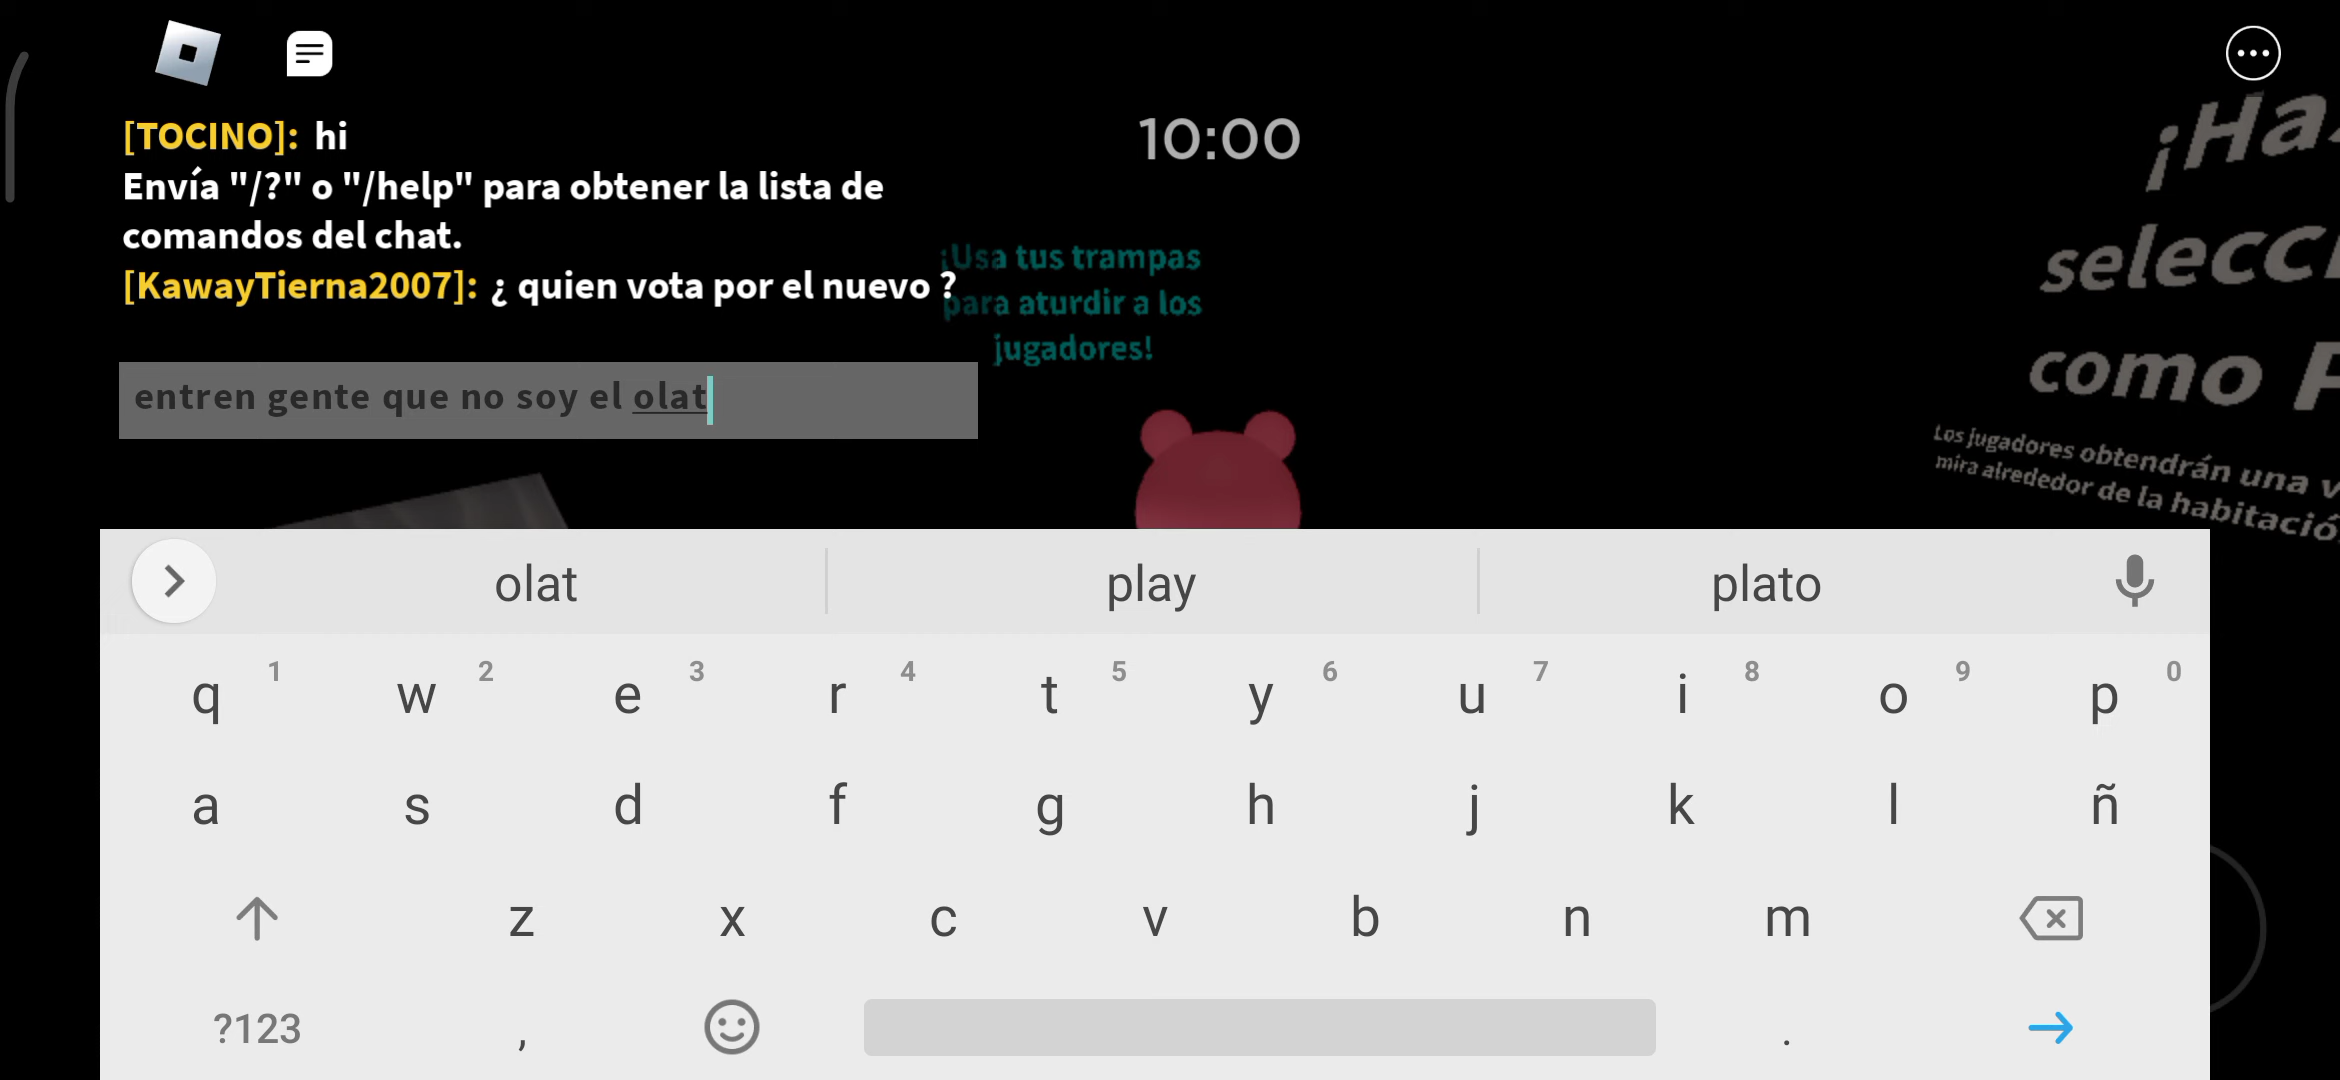 [TOCINO]: hi
Envía "/?" o "/help" para obtener la lista de
comandos del chat.
[KawayTierna2007]: ¿ quien vota por el nuevo ?
entren gente que no soy el olat
10:00
¡Usa tus trampas
para aturdir a los
jugadores!
¡Has
selecci
como P
Los jugadores obtendrán una v
mira alrededor de la habitació
olat play plato
q 1 w 2 e 3 r 4 t 5 y 6 u 7 i 8 o 9 p 0
a s d f g h j k l ñ
z x c v b n m
?123 , .